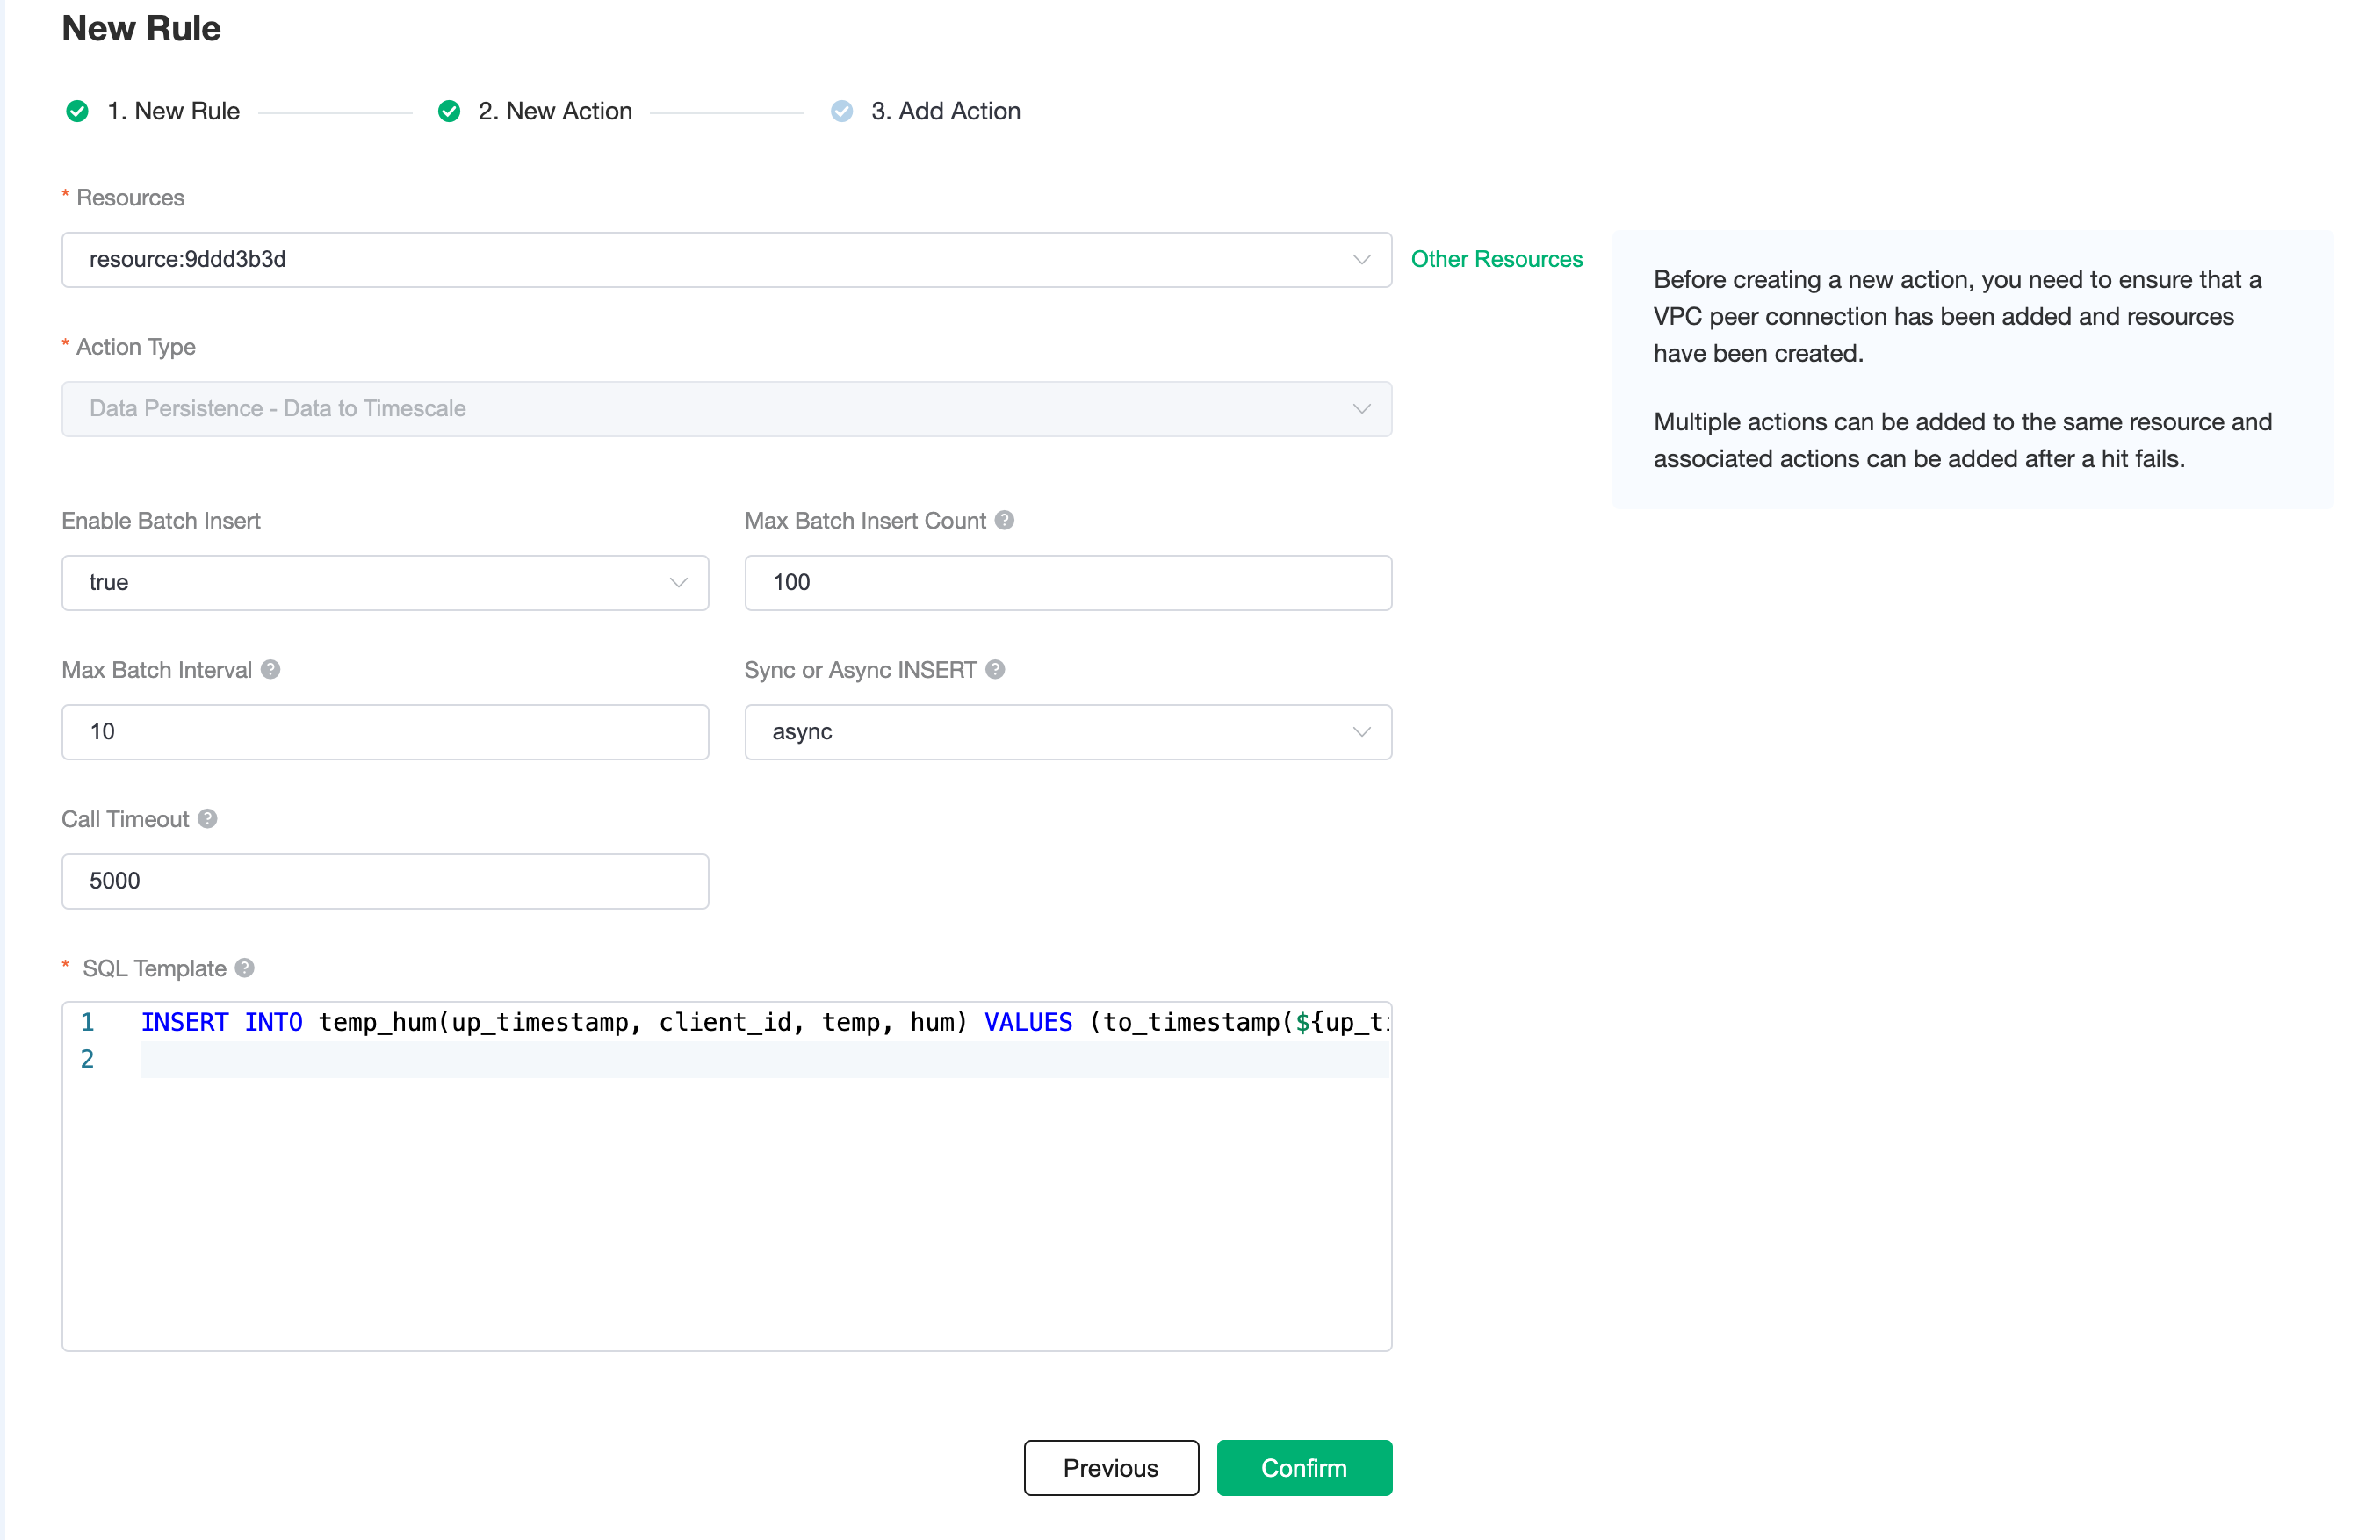 New Rule
1. New Rule
2. New Action
3. Add Action
* Resources
resource:9ddd3b3d
Other Resources
Before creating a new action, you need to ensure that a
VPC peer connection has been added and resources
have been created.
Multiple actions can be added to the same resource and
associated actions can be added after a hit fails.
* Action Type
Data Persistence - Data to Timescale
Enable Batch Insert
Max Batch Insert Count ?
true
100
Max Batch Interval ?
Sync or Async INSERT ?
10
async
Call Timeout ?
5000
* SQL Template ?
1 INSERT INTO temp_hum(up_timestamp, client_id, temp, hum) VALUES (to_timestamp(${up_t
2
Previous
Confirm